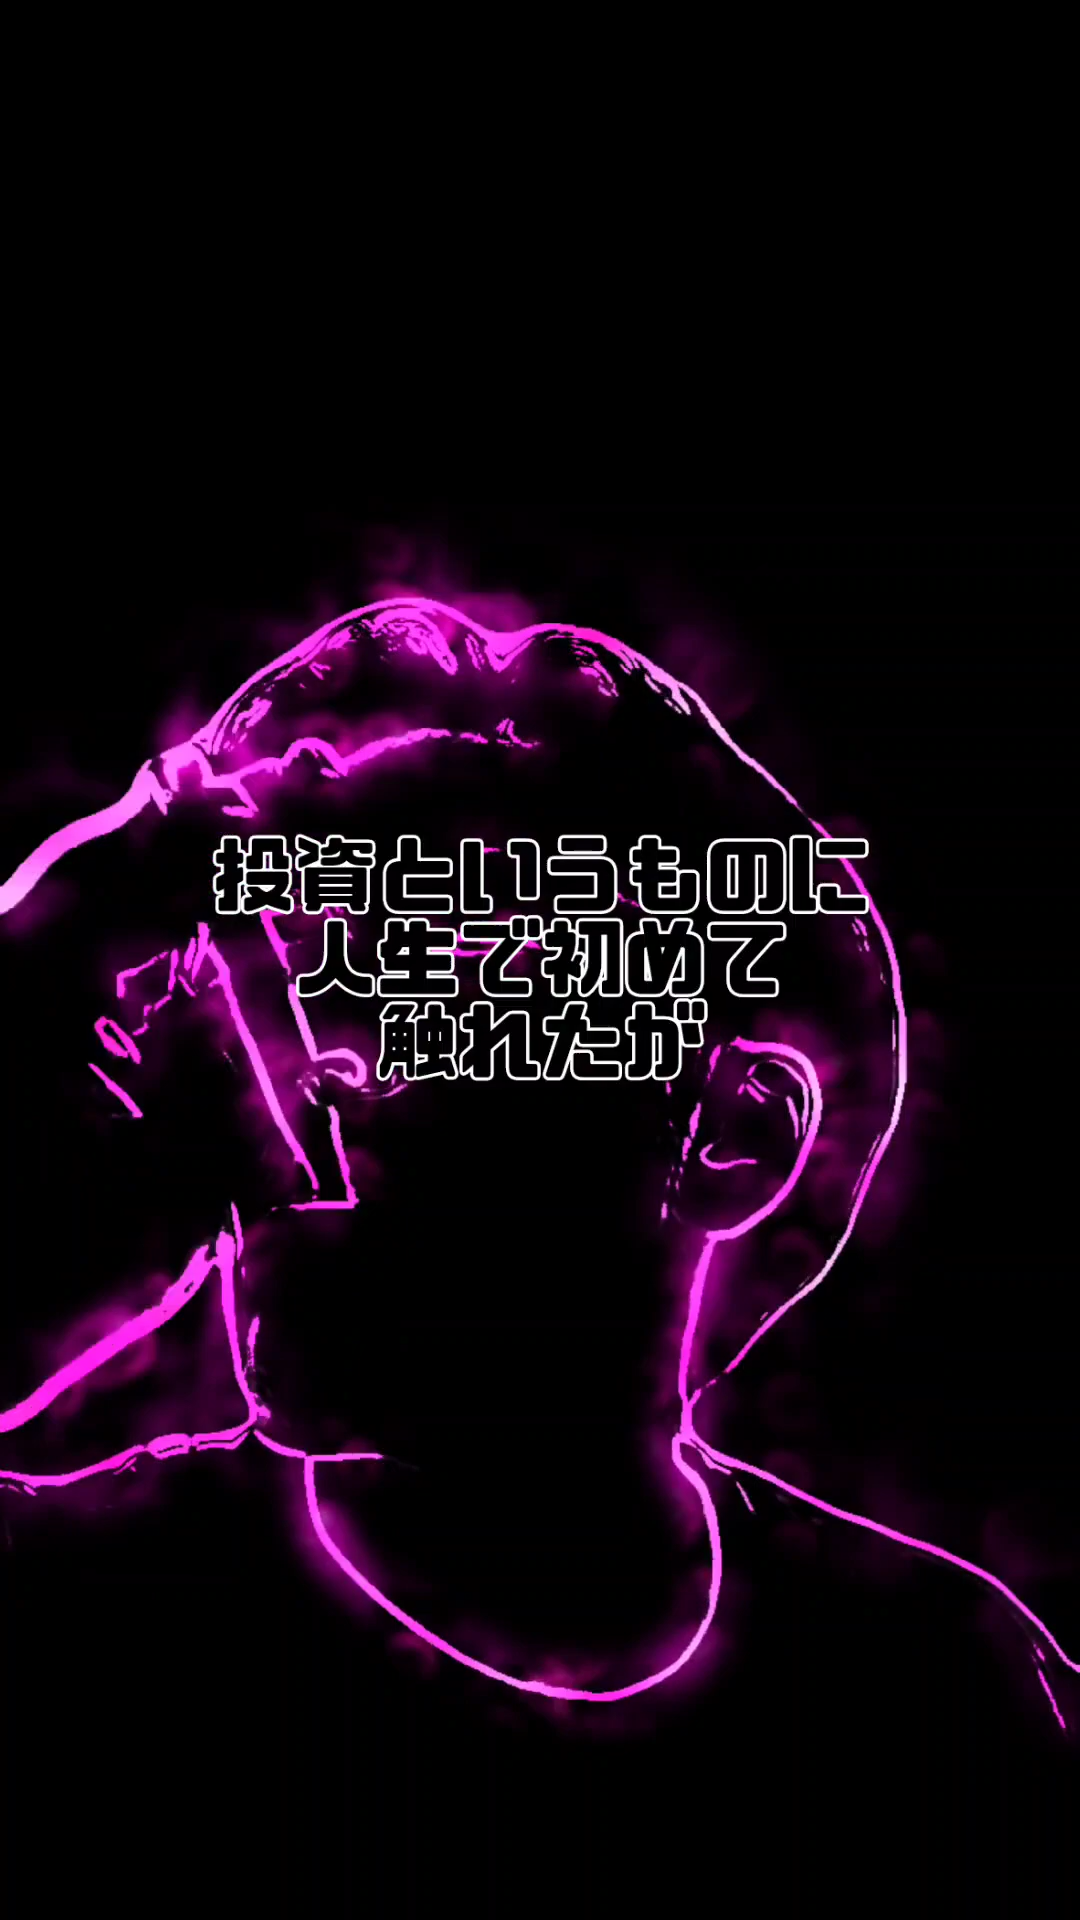 投資というものに
人生で初めて
触れたが